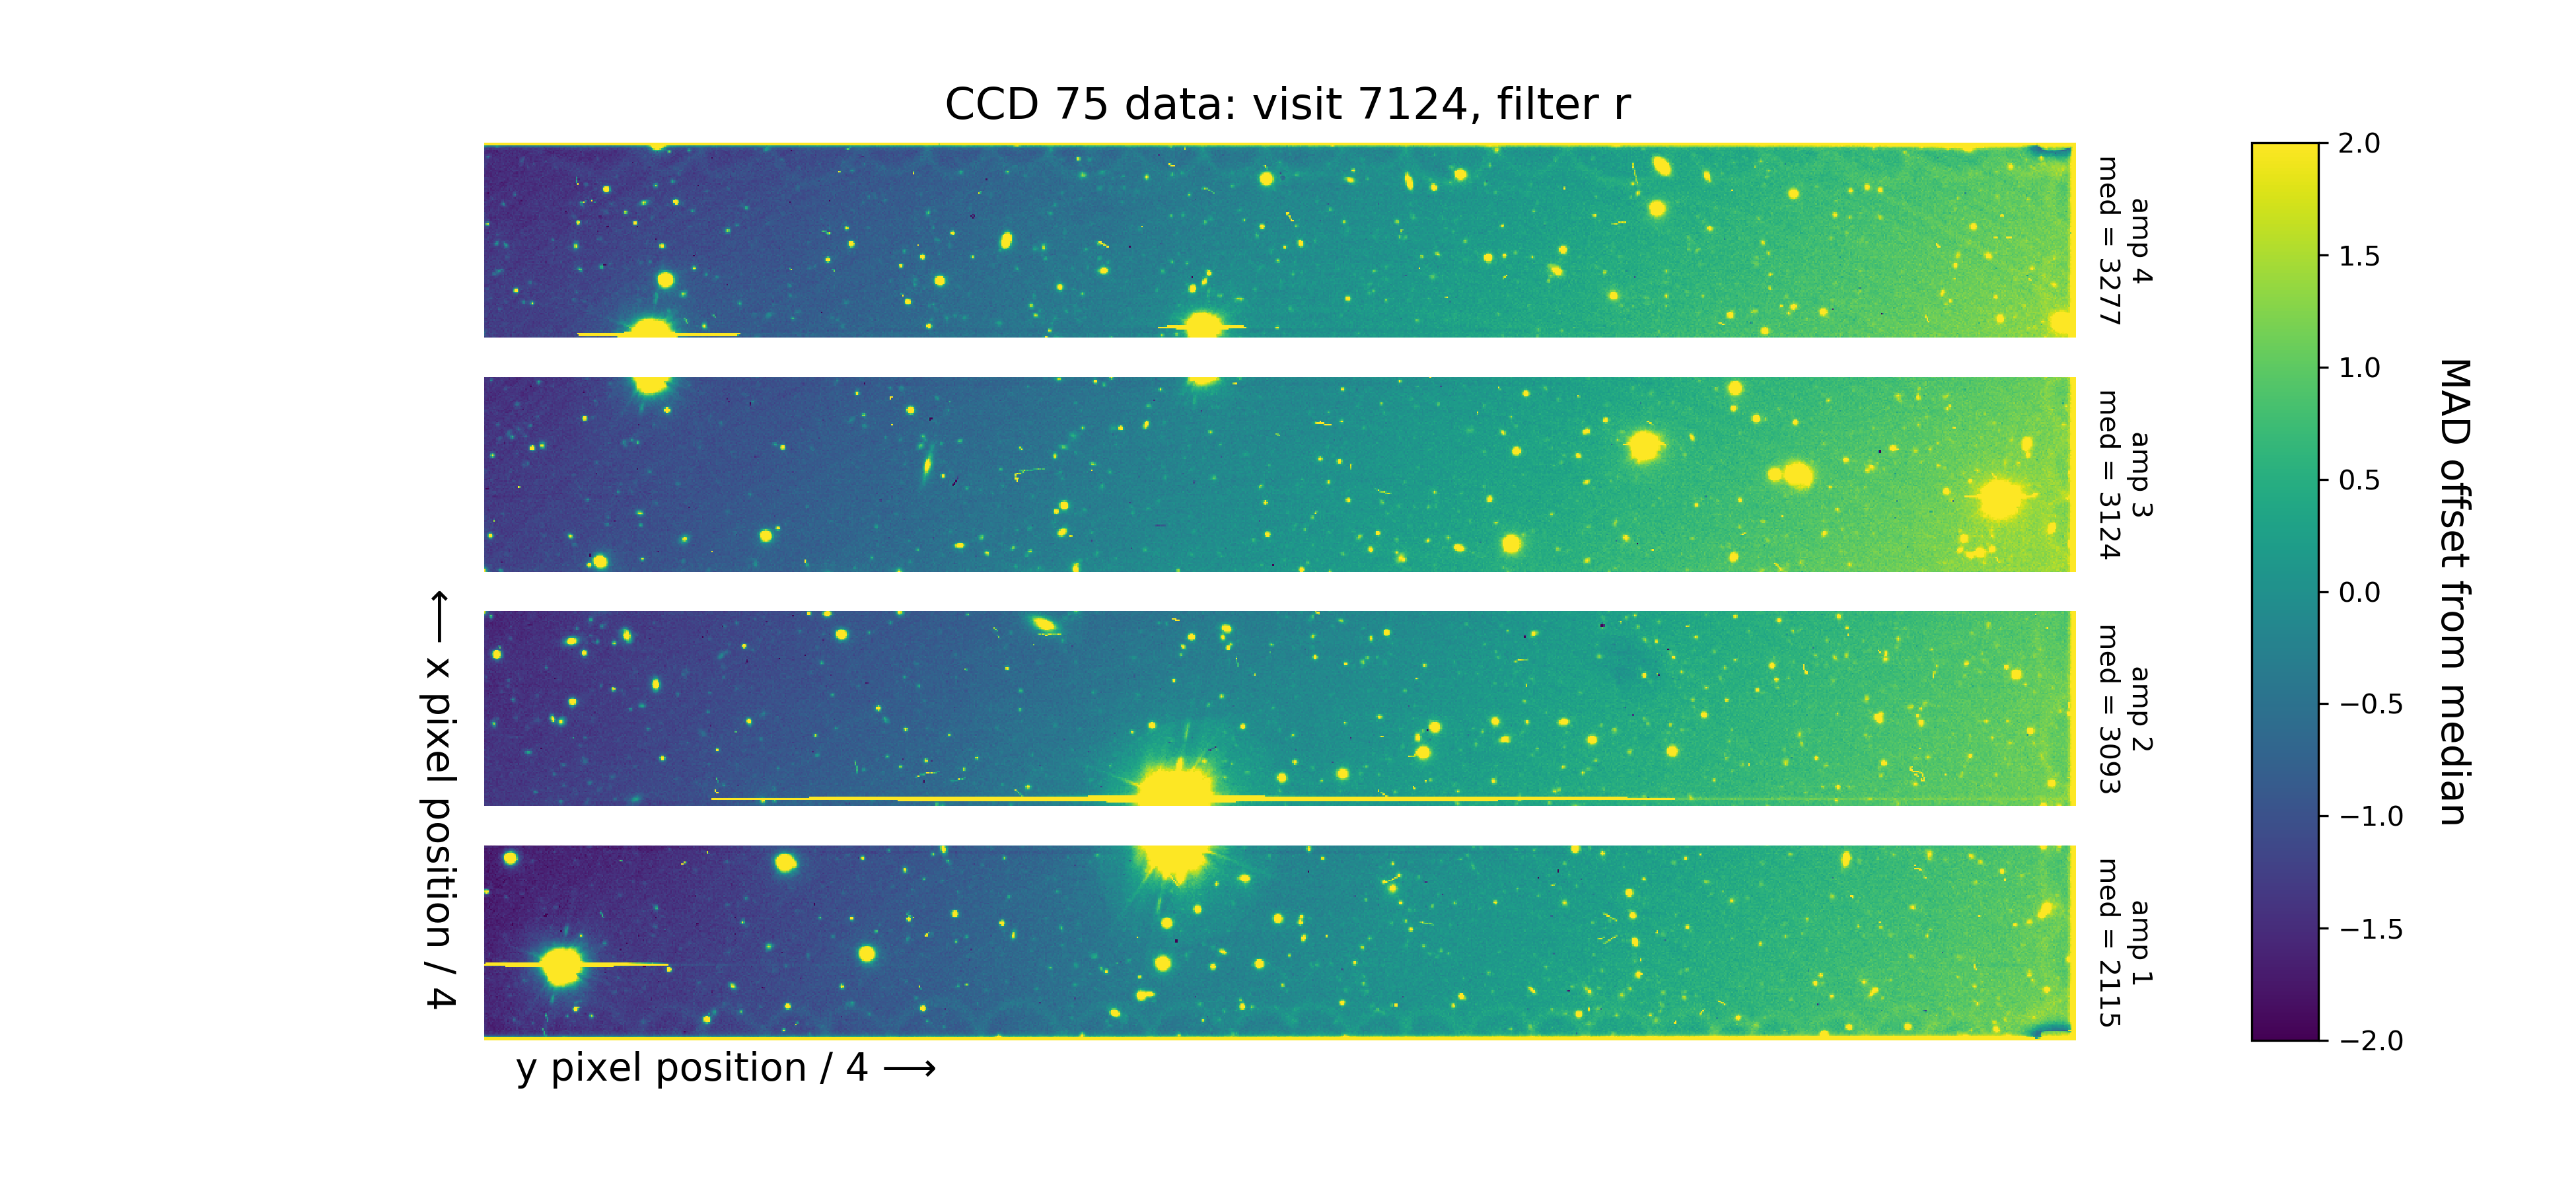 CCD 75 data: visit 7124, filter r
amp 4
med = 3277
amp 3
med = 3124
amp 2
med = 3093
amp 1
med = 2115
⟵ x pixel position / 4
y pixel position / 4 ⟶
2.0
1.5
1.0
0.5
0.0
−0.5
−1.0
−1.5
−2.0
MAD offset from median